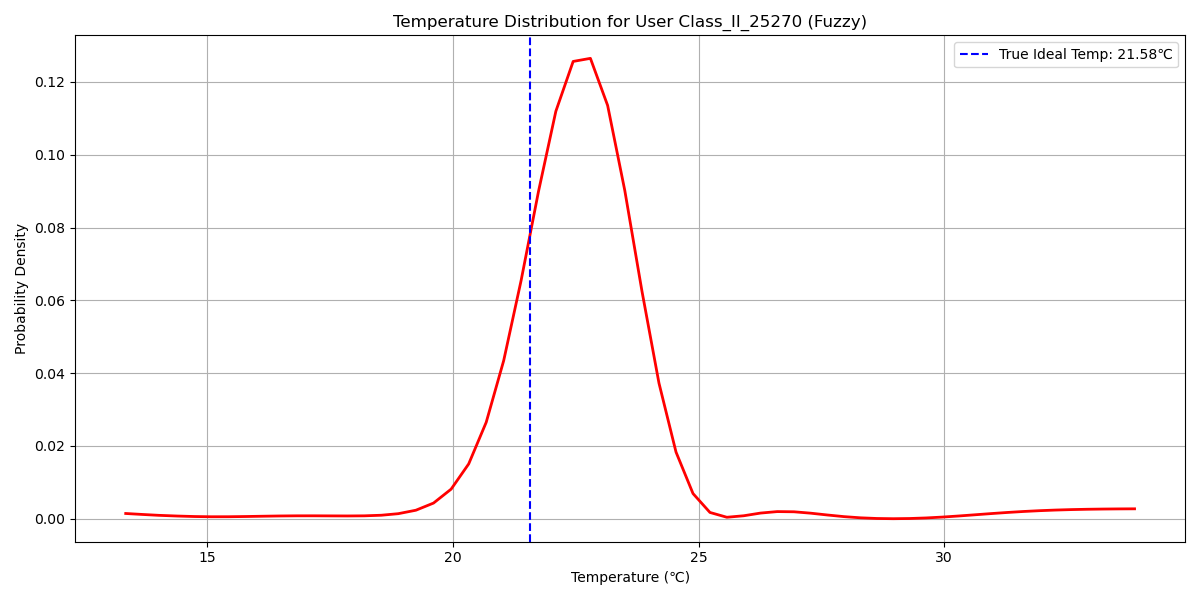 Temperature Distribution for User Class_II_25270 (Fuzzy)
True Ideal Temp: 21.58℃
Probability Density
0.12
0.10
0.08
0.06
0.04
0.02
0.00
15
20
25
30
Temperature (℃)